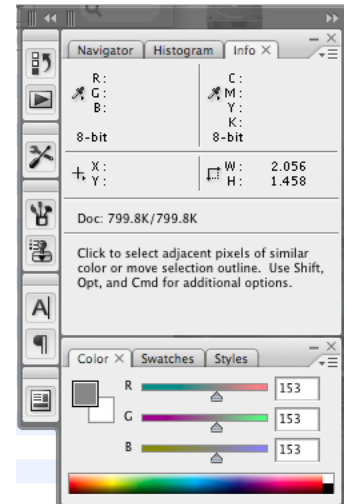 Navigator Histogram Info ×
R: C:
G: M:
B: Y:
K:
8-bit 8-bit
X: W: 2.056
Y: H: 1.458
Doc: 799.8K/799.8K
Click to select adjacent pixels of similar
color or move selection outline. Use Shift,
Opt, and Cmd for additional options.
A
Color × Swatches Styles
R 153
G 153
B 153